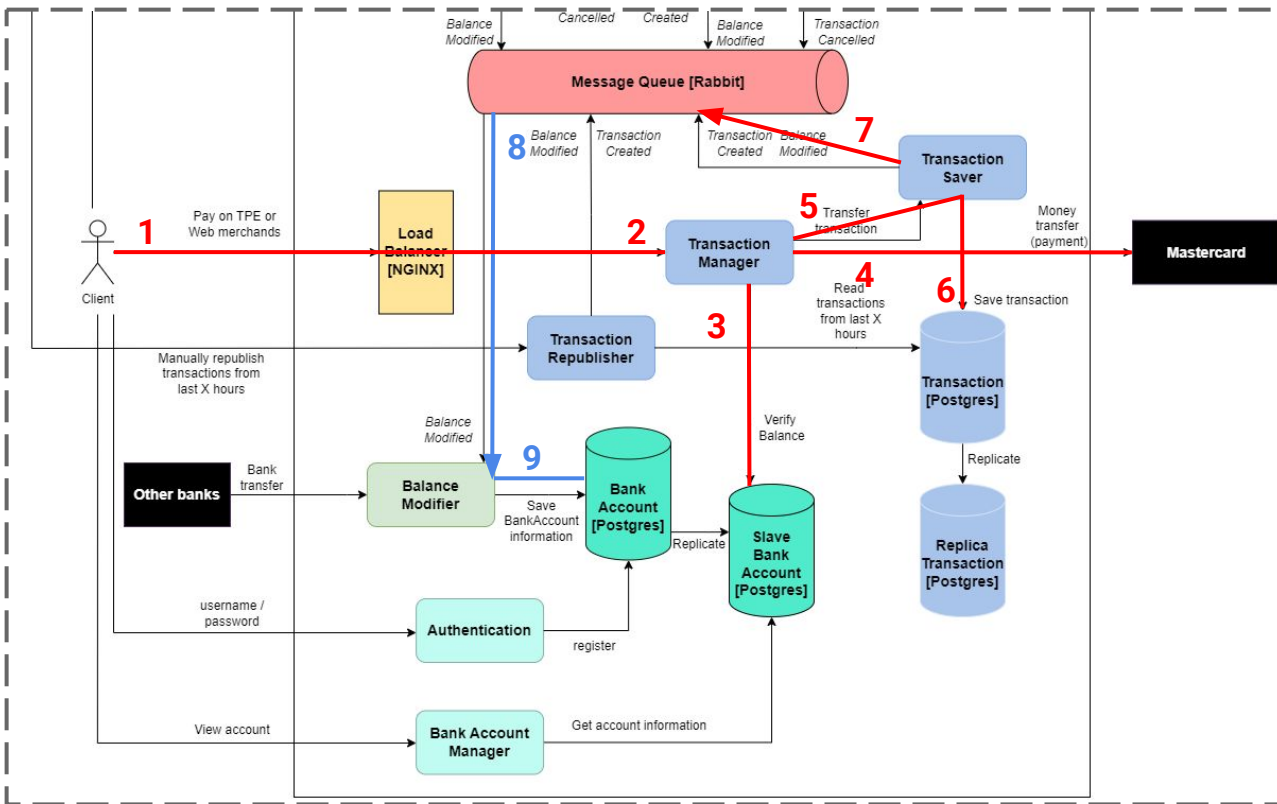 Balance
Modified
Cancelled
Created
Balance
Modified
Transaction
Cancelled
Message Queue [Rabbit]
8
Balance
Modified
Transaction
Created
Transaction
Created
Balance
Modified
7
Transaction
Saver
1
Pay on TPE or
Web merchands
Load
Balancer
[NGINX]
2
Transaction
Manager
5
Transfer
transaction
4
Money
transfer
(payment)
Mastercard
Client
3
Read
transactions
from last X
hours
6
Save transaction
Manually republish
transactions from
last X hours
Transaction
Republisher
Transaction
[Postgres]
Verify
Balance
Balance
Modified
Replicate
Other banks
Bank
transfer
Balance
Modifier
9
Save
BankAccount
information
Bank
Account
[Postgres]
Replicate
Slave
Bank
Account
[Postgres]
Replica
Transaction
[Postgres]
username /
password
Authentication
register
View account
Bank Account
Manager
Get account information